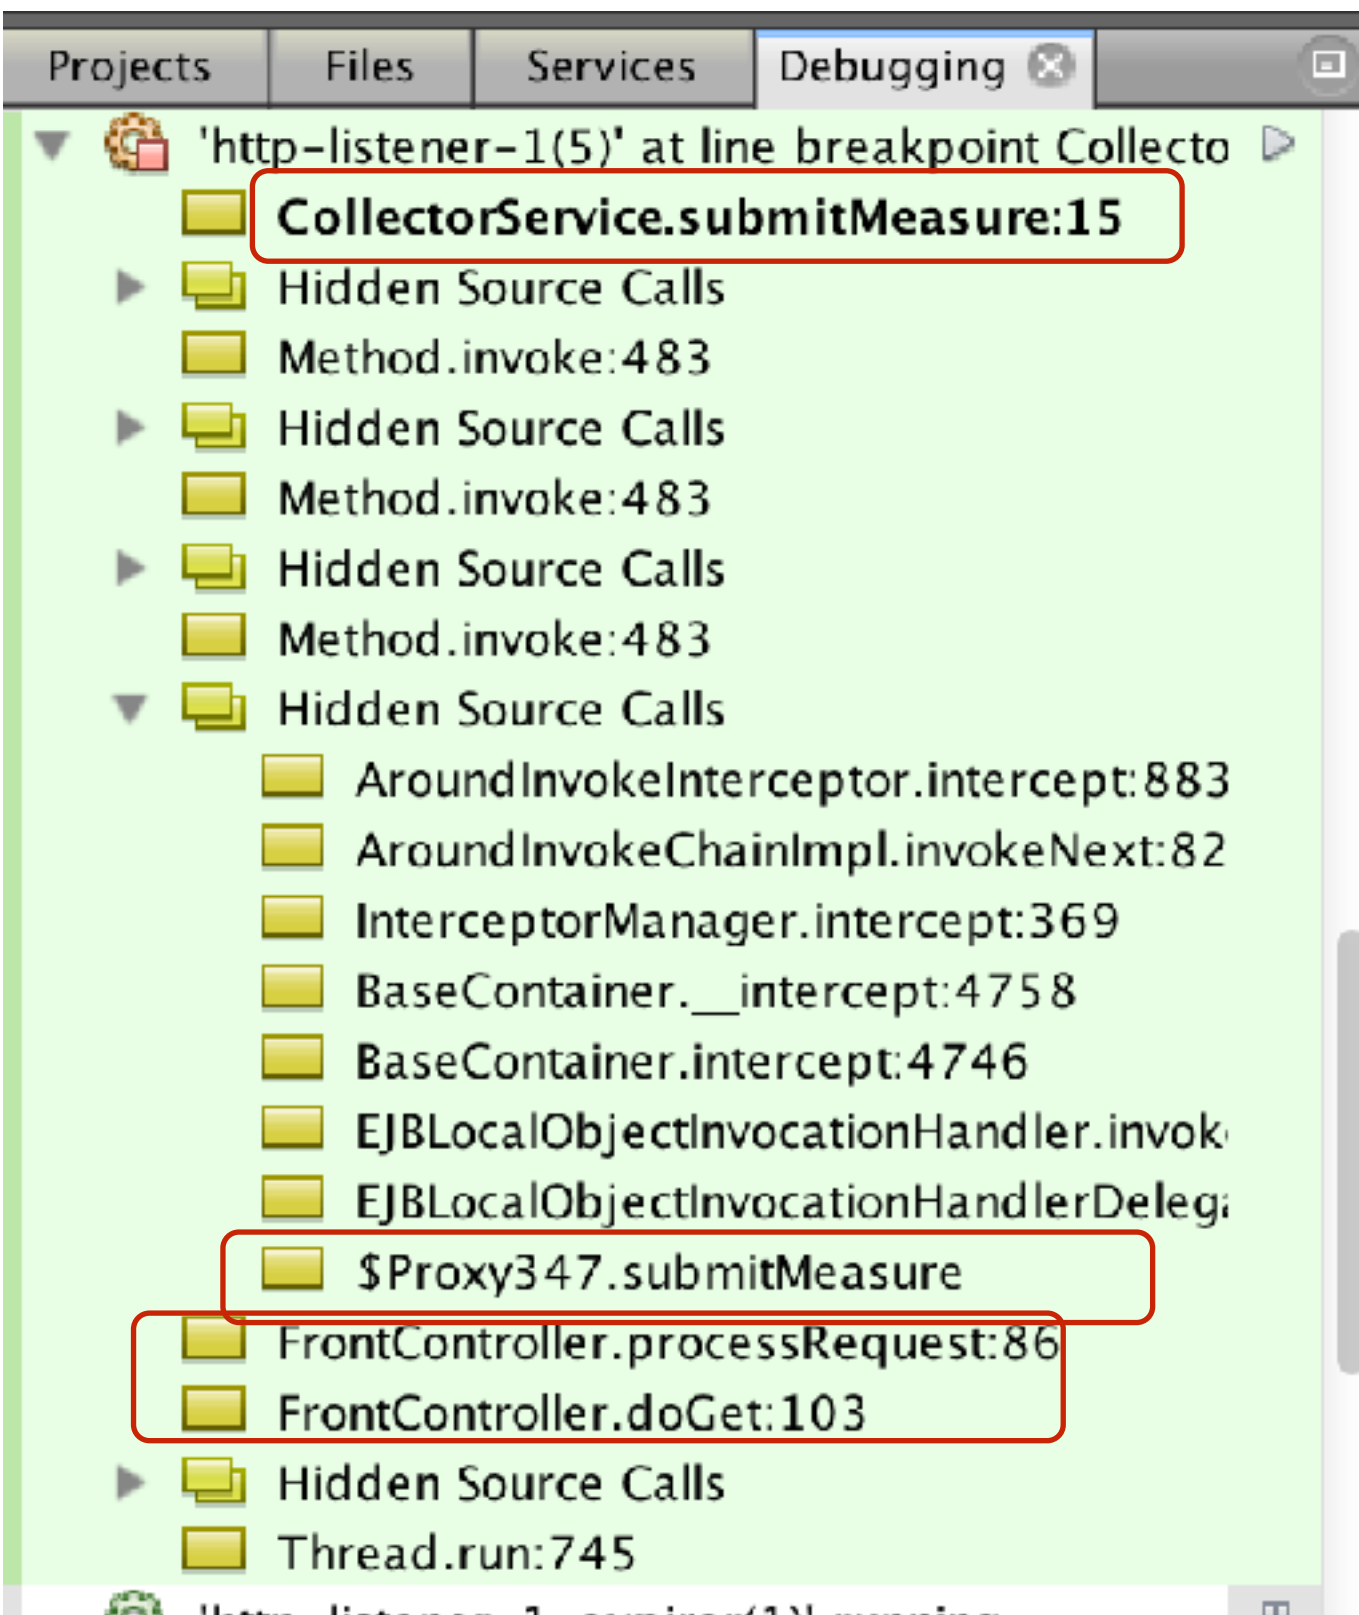 Projects Files Services Debugging
'http-listener-1(5)' at line breakpoint Collecto
CollectorService.submitMeasure:15
Hidden Source Calls
Method.invoke:483
Hidden Source Calls
Method.invoke:483
Hidden Source Calls
Method.invoke:483
Hidden Source Calls
AroundInvokeInterceptor.intercept:883
AroundInvokeChainImpl.invokeNext:82
InterceptorManager.intercept:369
BaseContainer.__intercept:4758
BaseContainer.intercept:4746
EJBLocalObjectInvocationHandler.invok
EJBLocalObjectInvocationHandlerDeleg
$Proxy347.submitMeasure
FrontController.processRequest:86
FrontController.doGet:103
Hidden Source Calls
Thread.run:745